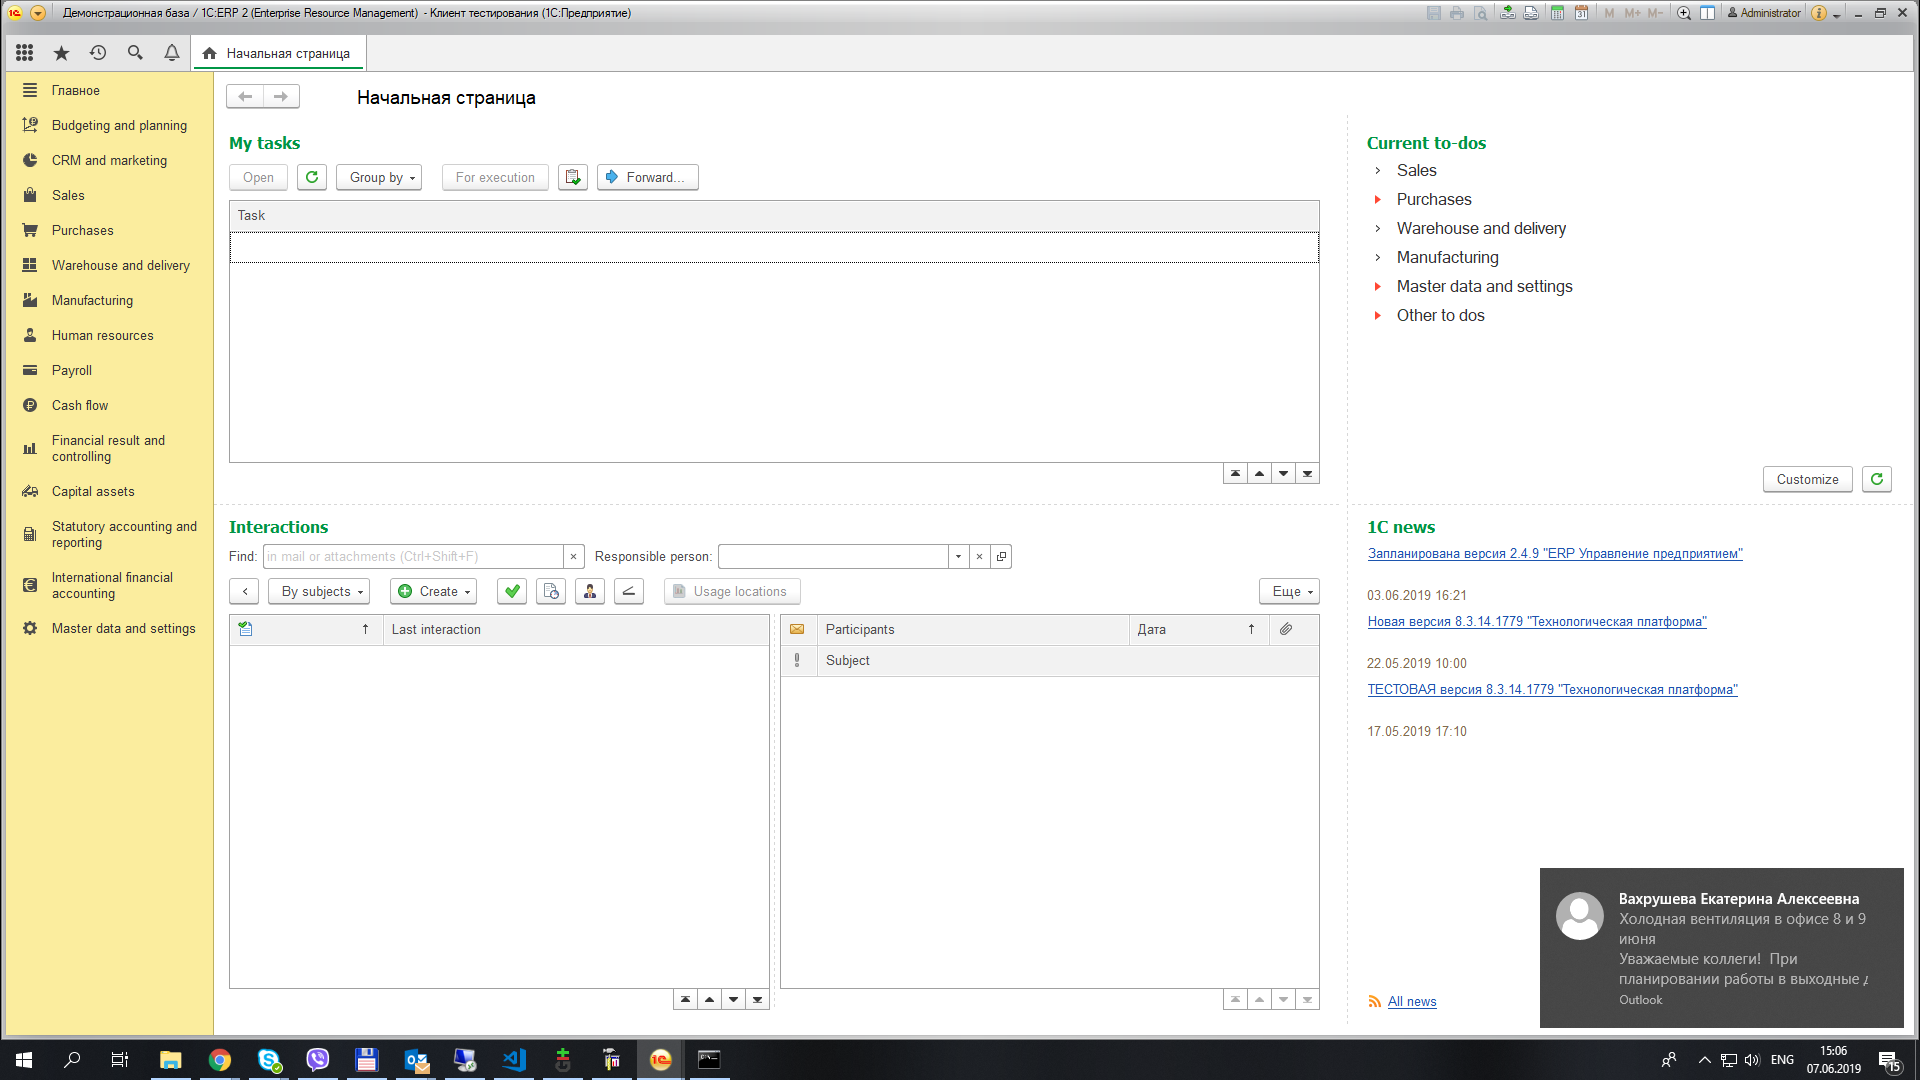 Демонстрационная база / 1C:ERP 2 (Enterprise Resource Management) - Клиент тестирования (1С:Предприятие)
M M+ M- Administrator
Начальная страница
Главное
Budgeting and planning
CRM and marketing
Sales
Purchases
Warehouse and delivery
Manufacturing
Human resources
Payroll
Cash flow
Financial result and
controlling
Capital assets
Statutory accounting and
reporting
International financial
accounting
Master data and settings
Начальная страница
My tasks
Open Group by For execution Forward...
Task
Current to-dos
Sales
Purchases
Warehouse and delivery
Manufacturing
Master data and settings
Other to dos
Customize
Interactions
Find: in mail or attachments (Ctrl+Shift+F) Responsible person:
By subjects Create Usage locations Еще
Last interaction
Participants Дата
Subject
1C news
Запланирована версия 2.4.9 "ERP Управление предприятием"
03.06.2019 16:21
Новая версия 8.3.14.1779 "Технологическая платформа"
22.05.2019 10:00
ТЕСТОВАЯ версия 8.3.14.1779 "Технологическая платформа"
17.05.2019 17:10
All news
Вахрушева Екатерина Алексеевна
Холодная вентиляция в офисе 8 и 9
июня
Уважаемые коллеги! При
планировании работы в выходные д
Outlook
ENG
15:06
07.06.2019
15